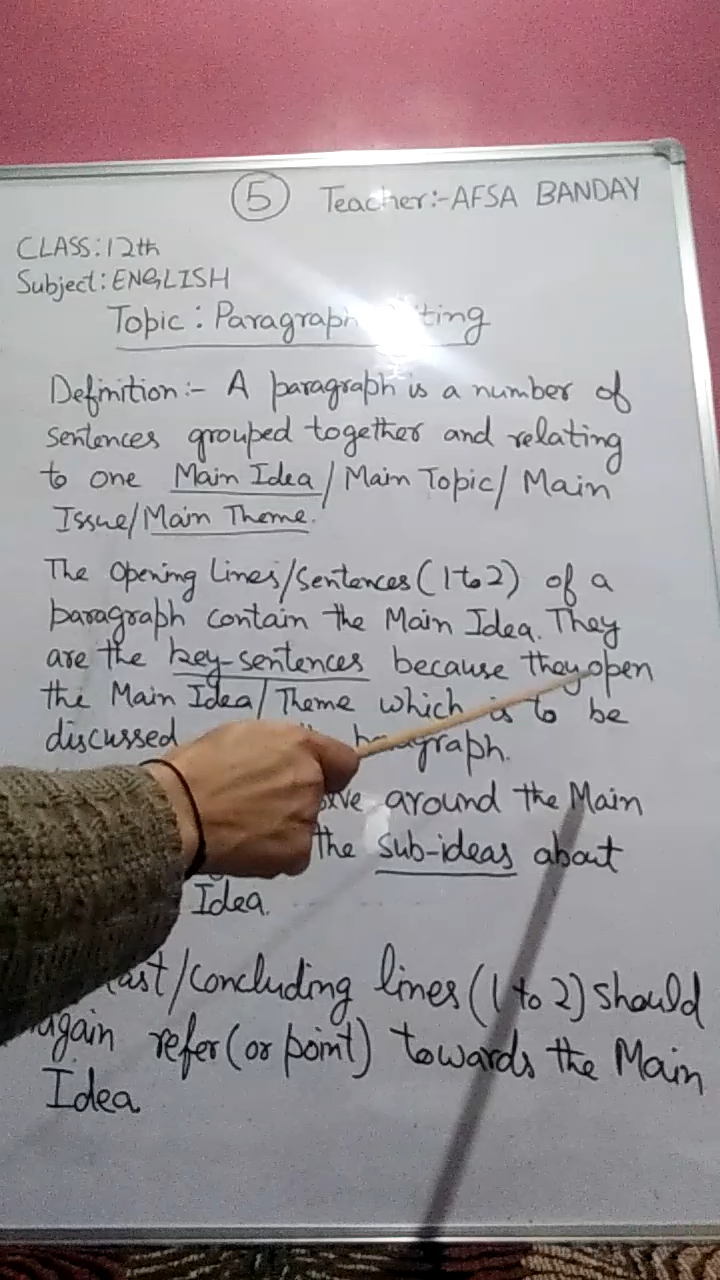 5 Teacher:- AFSA BANDAY
CLASS: 12th
Subject: ENGLISH
Topic: Paragraph ting
Definition:- A paragraph is a number of
sentences grouped together and relating
to one Main Idea/Main Topic/Main
Issue/Main Theme.
The Opening Lines/Sentences (1 to 2) of a
paragraph contain the Main Idea. They
are the key-sentences because they open
the Main Idea/Theme which is to be
discussed paragraph.
around the Main
the sub-ideas about
Idea.
Last/Concluding lines (1 to 2) should
again refer (or point) towards the Main
Idea